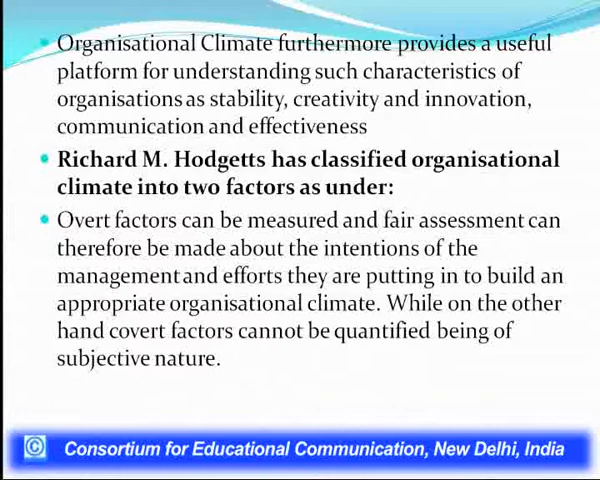 Organisational Climate furthermore provides a useful
platform for understanding such characteristics of
organisations as stability, creativity and innovation,
communication and effectiveness
Richard M. Hodgetts has classified organisational
climate into two factors as under:
Overt factors can be measured and fair assessment can
therefore be made about the intentions of the
management and efforts they are putting in to build an
appropriate organisational climate. While on the other
hand covert factors cannot be quantified being of
subjective nature.
© Consortium for Educational Communication, New Delhi, India